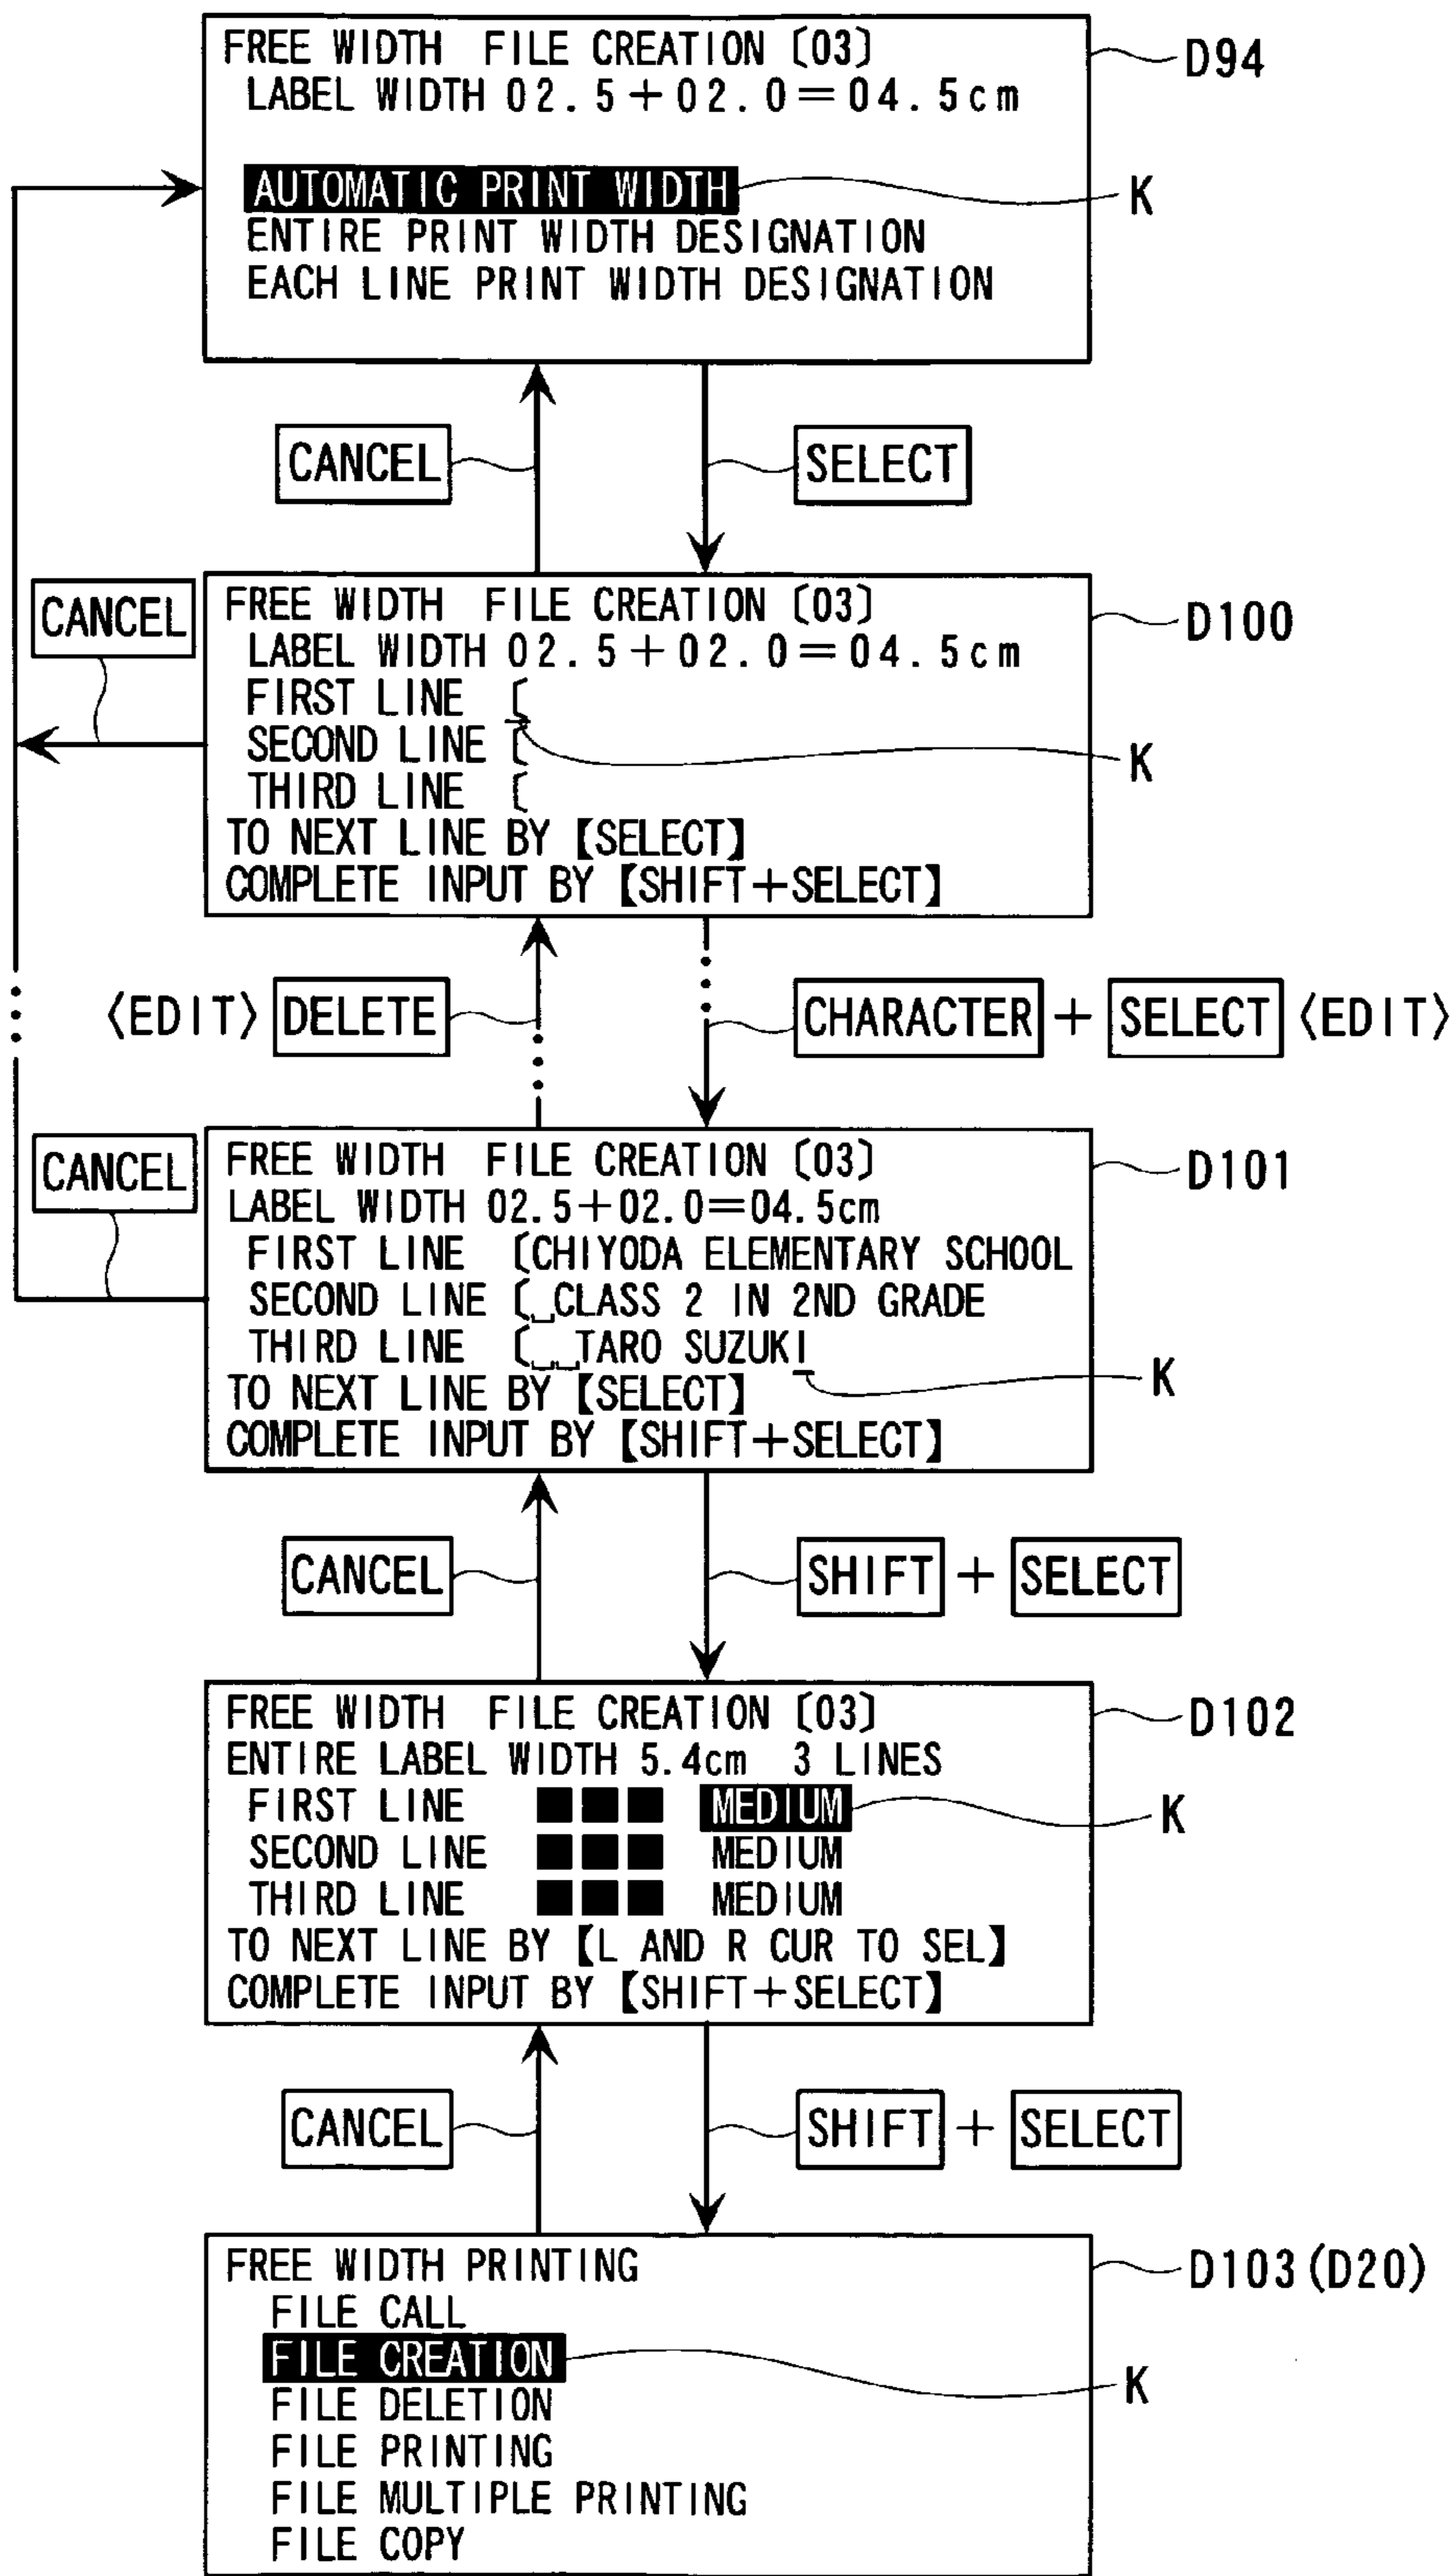 FREE WIDTH FILE CREATION [03]
D94
LABEL WIDTH 02.5+02.0=04.5cm
AUTOMATIC PRINT WIDTH
K
ENTIRE PRINT WIDTH DESIGNATION
EACH LINE PRINT WIDTH DESIGNATION
CANCEL
SELECT
CANCEL
FREE WIDTH FILE CREATION [03]
D100
LABEL WIDTH 02.5+02.0=04.5cm
FIRST LINE [
SECOND LINE [
K
THIRD LINE [
TO NEXT LINE BY 【SELECT】
COMPLETE INPUT BY 【SHIFT+SELECT】
〈EDIT〉 DELETE
CHARACTER + SELECT 〈EDIT〉
CANCEL
FREE WIDTH FILE CREATION [03]
D101
LABEL WIDTH 02.5+02.0=04.5cm
FIRST LINE [CHIYODA ELEMENTARY SCHOOL
SECOND LINE [␣CLASS 2 IN 2ND GRADE
THIRD LINE [␣␣TARO SUZUKI
K
TO NEXT LINE BY 【SELECT】
COMPLETE INPUT BY 【SHIFT+SELECT】
CANCEL
SHIFT + SELECT
FREE WIDTH FILE CREATION [03]
D102
ENTIRE LABEL WIDTH 5.4cm 3 LINES
FIRST LINE ■■■ MEDIUM
K
SECOND LINE ■■■ MEDIUM
THIRD LINE ■■■ MEDIUM
TO NEXT LINE BY 【L AND R CUR TO SEL】
COMPLETE INPUT BY 【SHIFT+SELECT】
CANCEL
SHIFT + SELECT
FREE WIDTH PRINTING
D103(D20)
FILE CALL
FILE CREATION
K
FILE DELETION
FILE PRINTING
FILE MULTIPLE PRINTING
FILE COPY